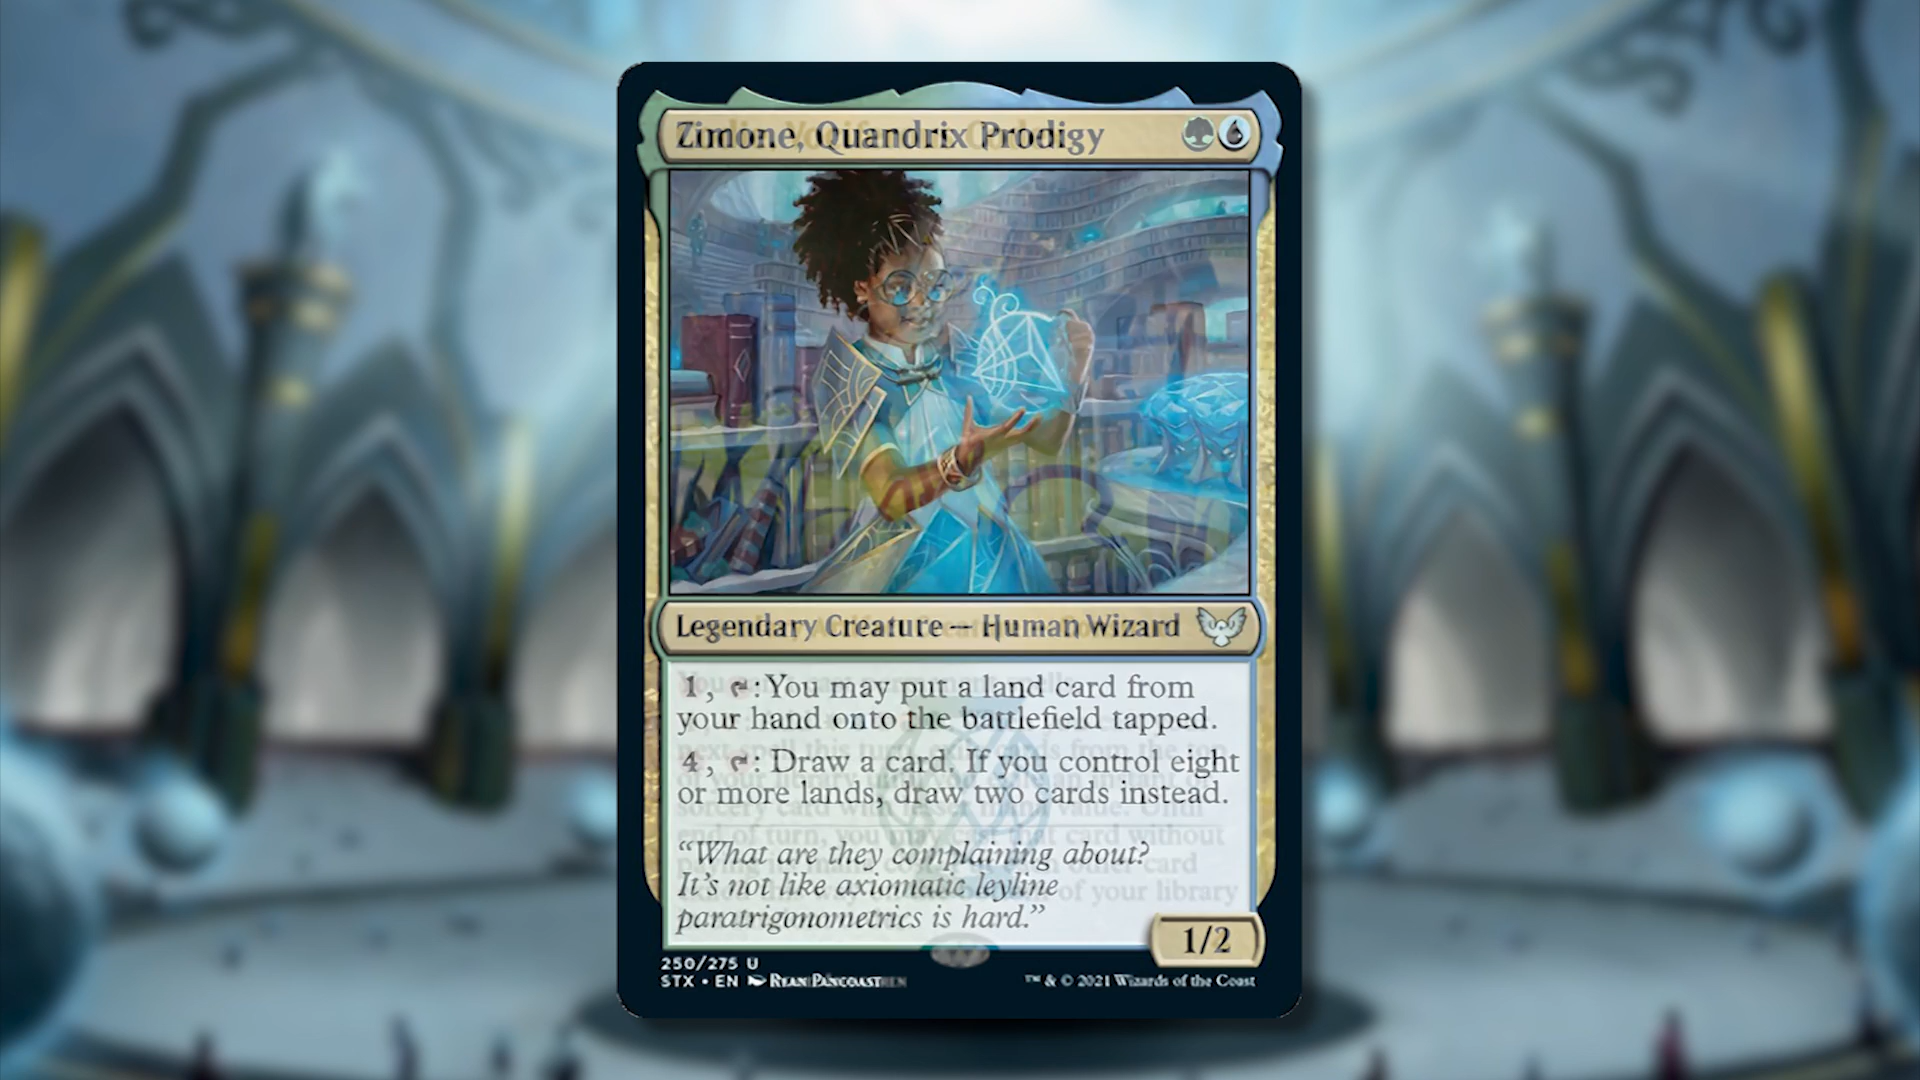 Zimone, Quandrix Prodigy
Legendary Creature — Human Wizard
1, : You may put a land card from
your hand onto the battlefield tapped.
4, : Draw a card. If you control eight
or more lands, draw two cards instead.
“What are they complaining about?
It’s not like axiomatic leyline
paratrigonometrics is hard.”
1/2
250/275 U
STX • EN RYAN PANCOAST
™ & © 2021 Wizards of the Coast